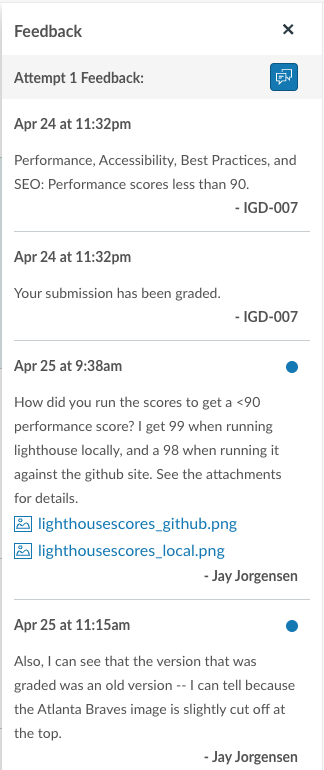 Feedback
Attempt 1 Feedback:
Apr 24 at 11:32pm
Performance, Accessibility, Best Practices, and
SEO: Performance scores less than 90.
- IGD-007
Apr 24 at 11:32pm
Your submission has been graded.
- IGD-007
Apr 25 at 9:38am
How did you run the scores to get a <90
performance score? I get 99 when running
lighthouse locally, and a 98 when running it
against the github site. See the attachments
for details.
lighthousescores_github.png
lighthousescores_local.png
- Jay Jorgensen
Apr 25 at 11:15am
Also, I can see that the version that was
graded was an old version -- I can tell because
the Atlanta Braves image is slightly cut off at
the top.
- Jay Jorgensen